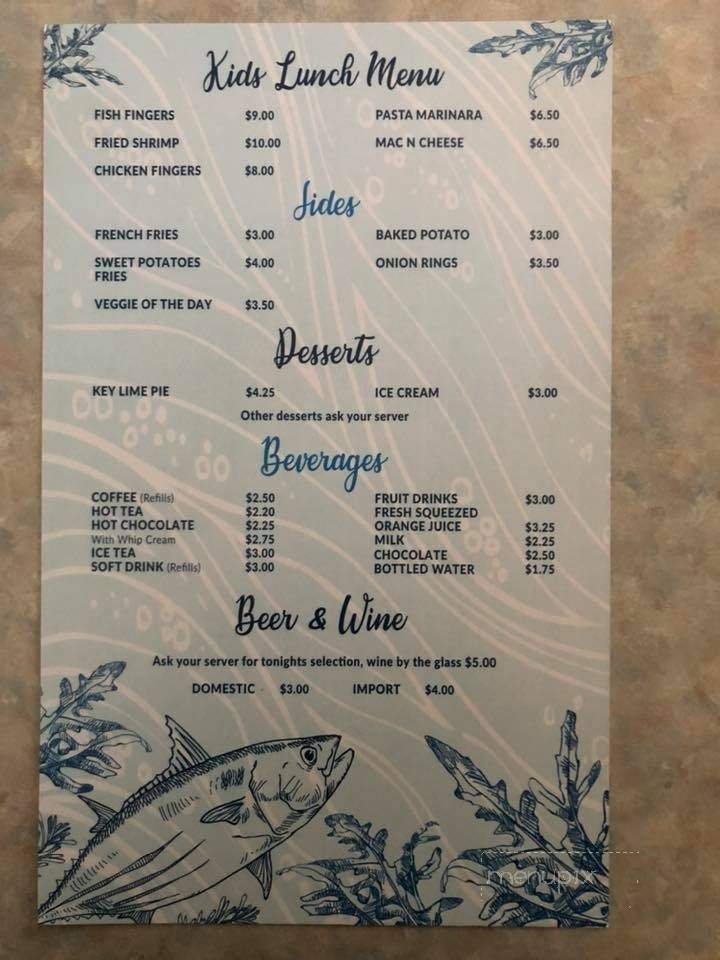 Kids Lunch Menu
FISH FINGERS $9.00 PASTA MARINARA $6.50
FRIED SHRIMP $10.00 MAC N CHEESE $6.50
CHICKEN FINGERS $8.00
Sides
FRENCH FRIES $3.00 BAKED POTATO $3.00
SWEET POTATOES $4.00 ONION RINGS $3.50
FRIES
VEGGIE OF THE DAY $3.50
Desserts
KEY LIME PIE $4.25 ICE CREAM $3.00
Other desserts ask your server
Beverages
COFFEE (Refills) $2.50 FRUIT DRINKS $3.00
HOT TEA $2.20 FRESH SQUEEZED
HOT CHOCOLATE $2.25 ORANGE JUICE $3.25
With Whip Cream $2.75 MILK $2.25
ICE TEA $3.00 CHOCOLATE $2.50
SOFT DRINK (Refills) $3.00 BOTTLED WATER $1.75
Beer & Wine
Ask your server for tonights selection, wine by the glass $5.00
DOMESTIC $3.00 IMPORT $4.00
menupix